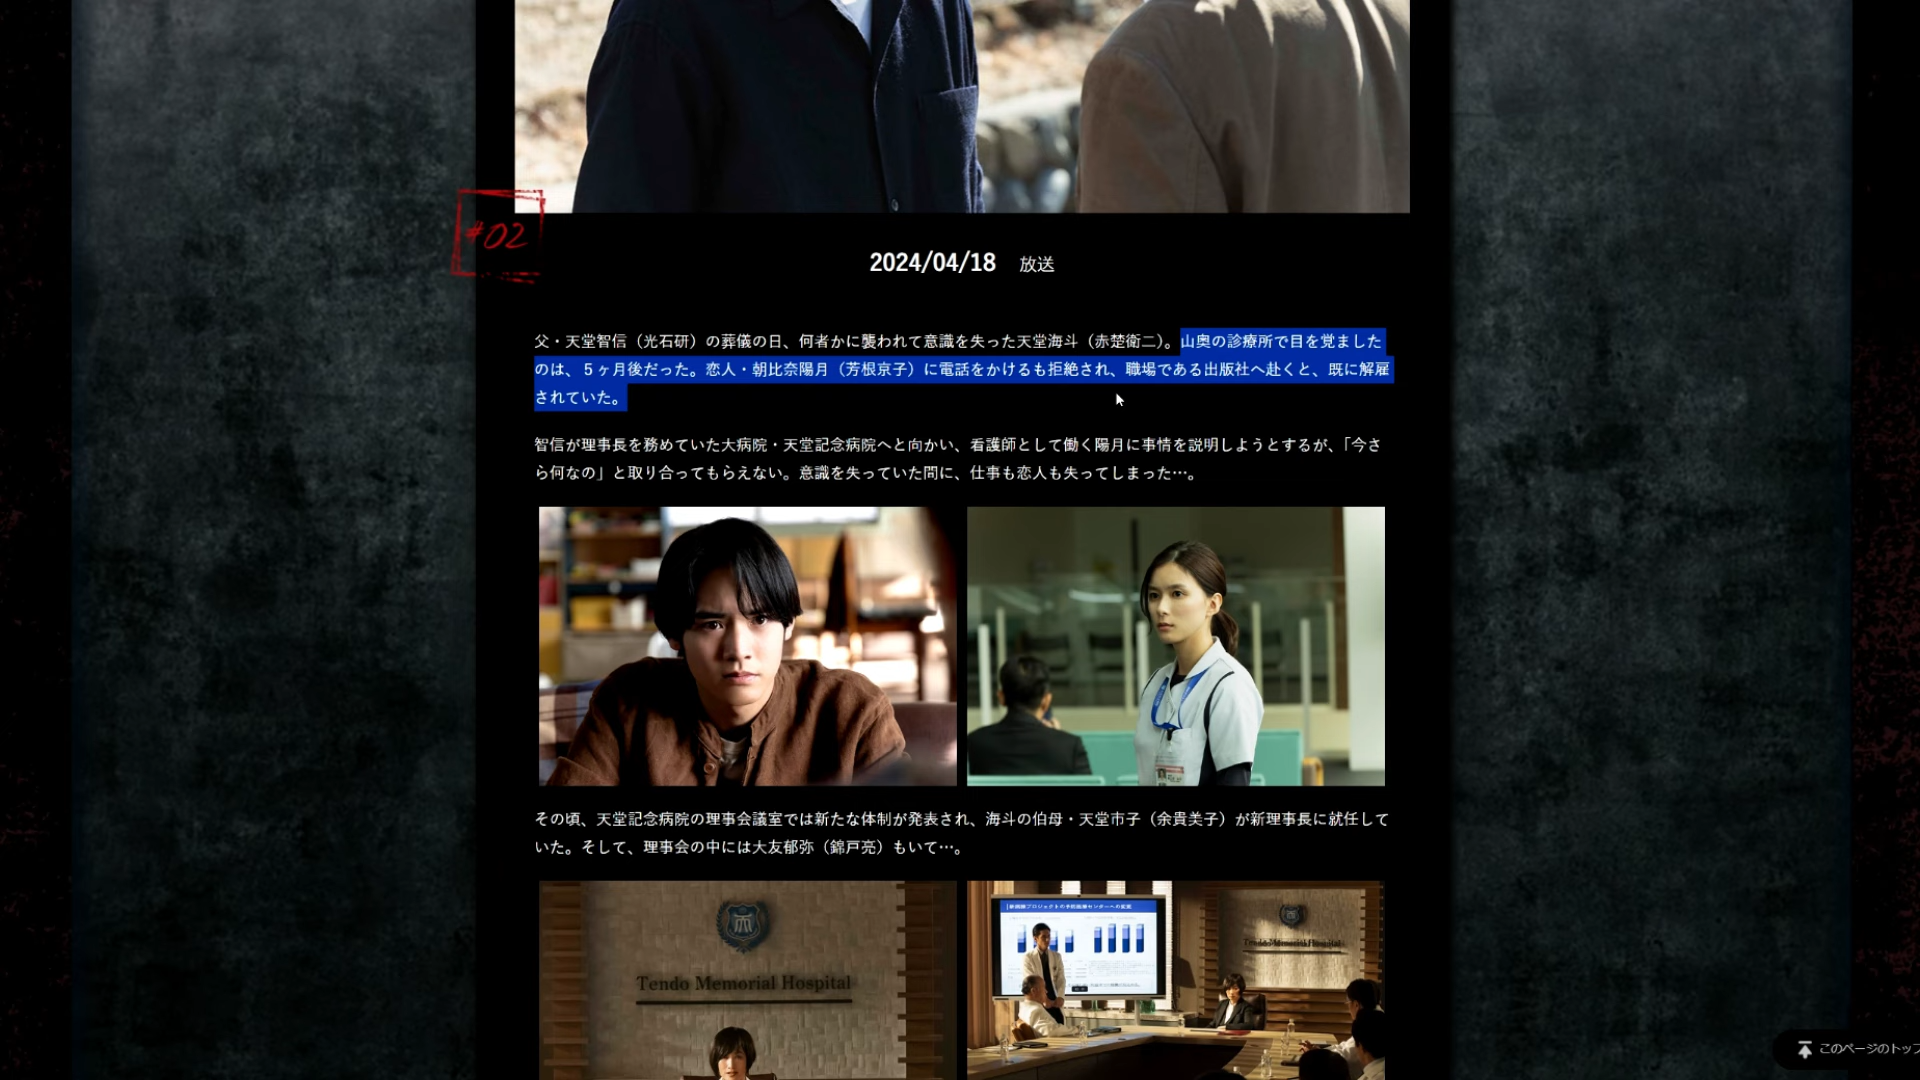 #02
2024/04/18 放送
父・天堂智信（光石研）の葬儀の日、何者かに襲われて意識を失った天堂海斗（赤楚衛二）。山奥の診療所で目を覚ました
のは、５ヶ月後だった。恋人・朝比奈陽月（芳根京子）に電話をかけるも拒絶され、職場である出版社へ赴くと、既に解雇
されていた。
智信が理事長を務めていた大病院・天堂記念病院へと向かい、看護師として働く陽月に事情を説明しようとするが、「今さ
ら何なの」と取り合ってもらえない。意識を失っていた間に、仕事も恋人も失ってしまった…。
その頃、天堂記念病院の理事会議室では新たな体制が発表され、海斗の伯母・天堂市子（余貴美子）が新理事長に就任して
いた。そして、理事会の中には大友郁弥（錦戸亮）もいて…。
Tendo Memorial Hospital
Tendo Memorial Hospital
このページのトップ